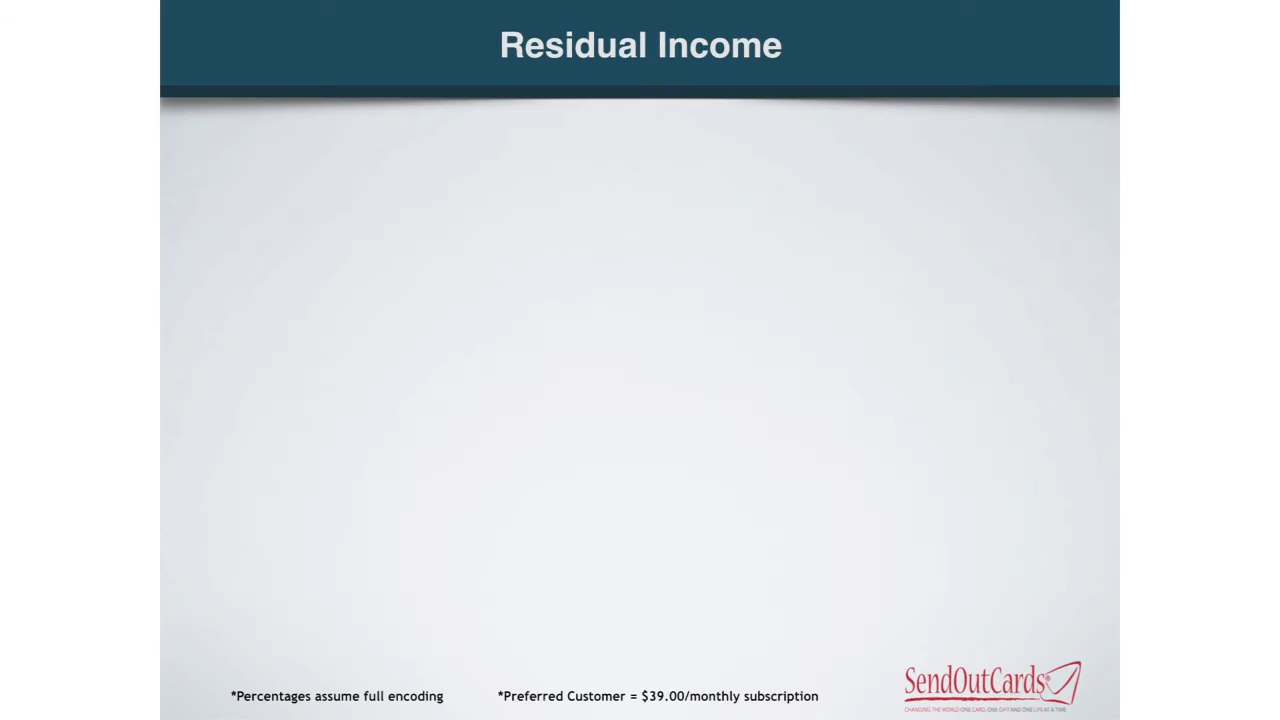 Residual Income
*Percentages assume full encoding
*Preferred Customer = $39.00/monthly subscription
SendOutCards®
CHANGING THE WORLD ONE CARD, ONE GIFT AND ONE LIFE AT A TIME